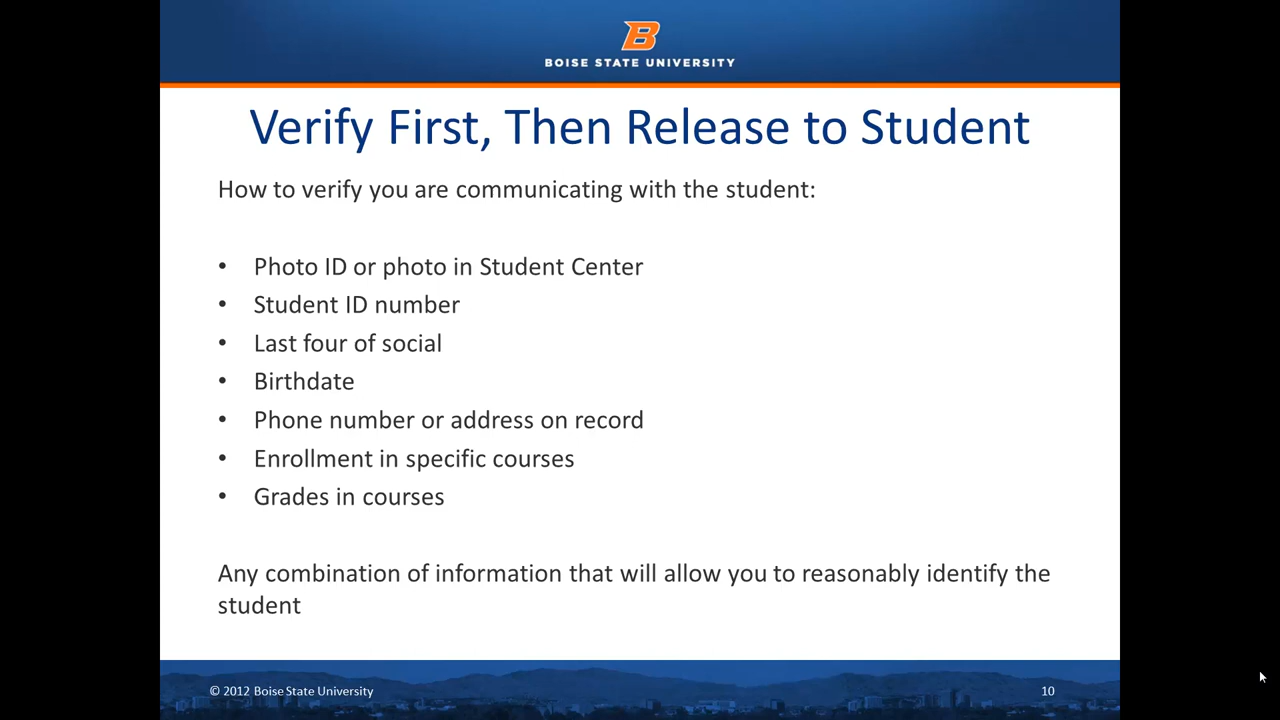 B
BOISE STATE UNIVERSITY
Verify First, Then Release to Student
How to verify you are communicating with the student:
• Photo ID or photo in Student Center
• Student ID number
• Last four of social
• Birthdate
• Phone number or address on record
• Enrollment in specific courses
• Grades in courses
Any combination of information that will allow you to reasonably identify the
student
© 2012 Boise State University
10